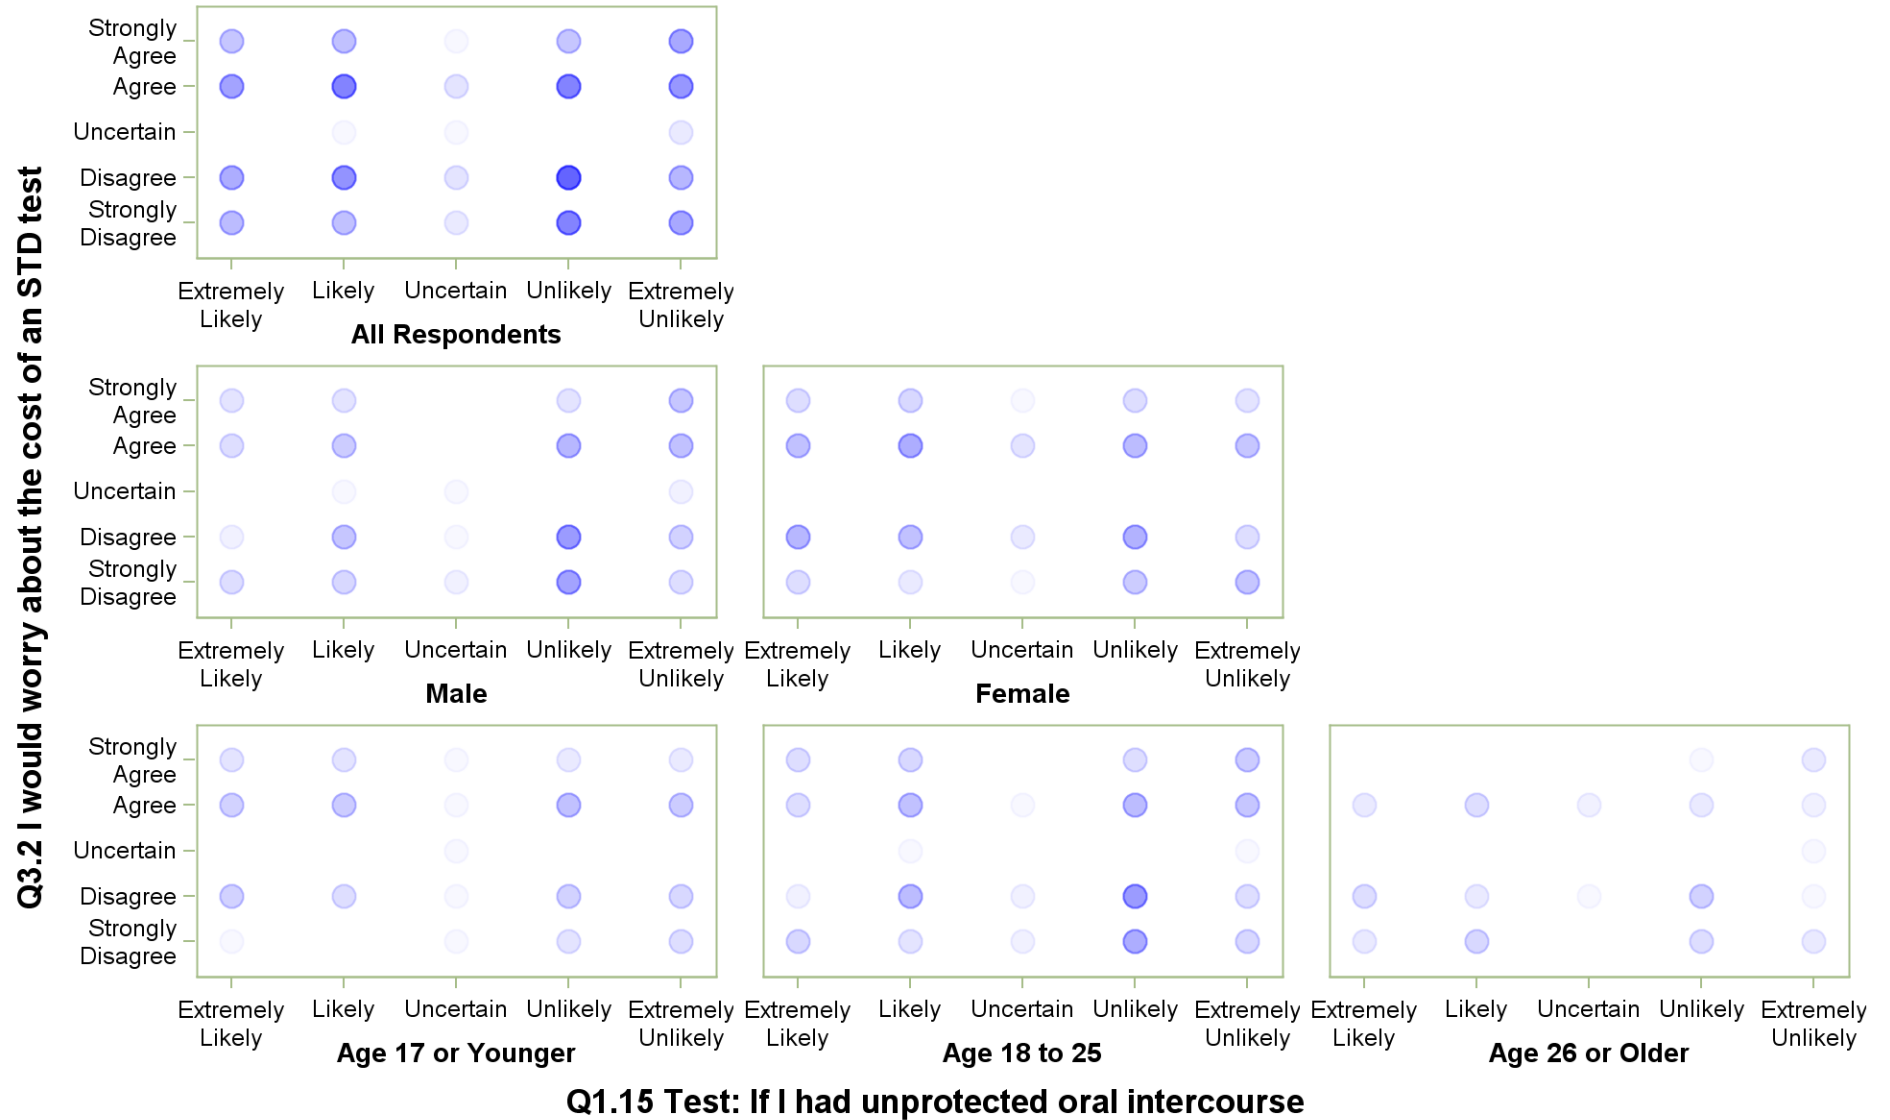 Q3.2 I would worry about the cost of an STD test
Strongly
Agree
Agree
Uncertain
Disagree
Strongly
Disagree
Extremely
Likely
Likely
Uncertain
Unlikely
Extremely
Unlikely
All Respondents
Strongly
Agree
Agree
Uncertain
Disagree
Strongly
Disagree
Extremely
Likely
Likely
Uncertain
Unlikely
Extremely
Unlikely
Male
Extremely
Likely
Likely
Uncertain
Unlikely
Extremely
Unlikely
Female
Strongly
Agree
Agree
Uncertain
Disagree
Strongly
Disagree
Extremely
Likely
Likely
Uncertain
Unlikely
Extremely
Unlikely
Age 17 or Younger
Extremely
Likely
Likely
Uncertain
Unlikely
Extremely
Unlikely
Age 18 to 25
Extremely
Likely
Likely
Uncertain
Unlikely
Extremely
Unlikely
Age 26 or Older
Q1.15 Test: If I had unprotected oral intercourse